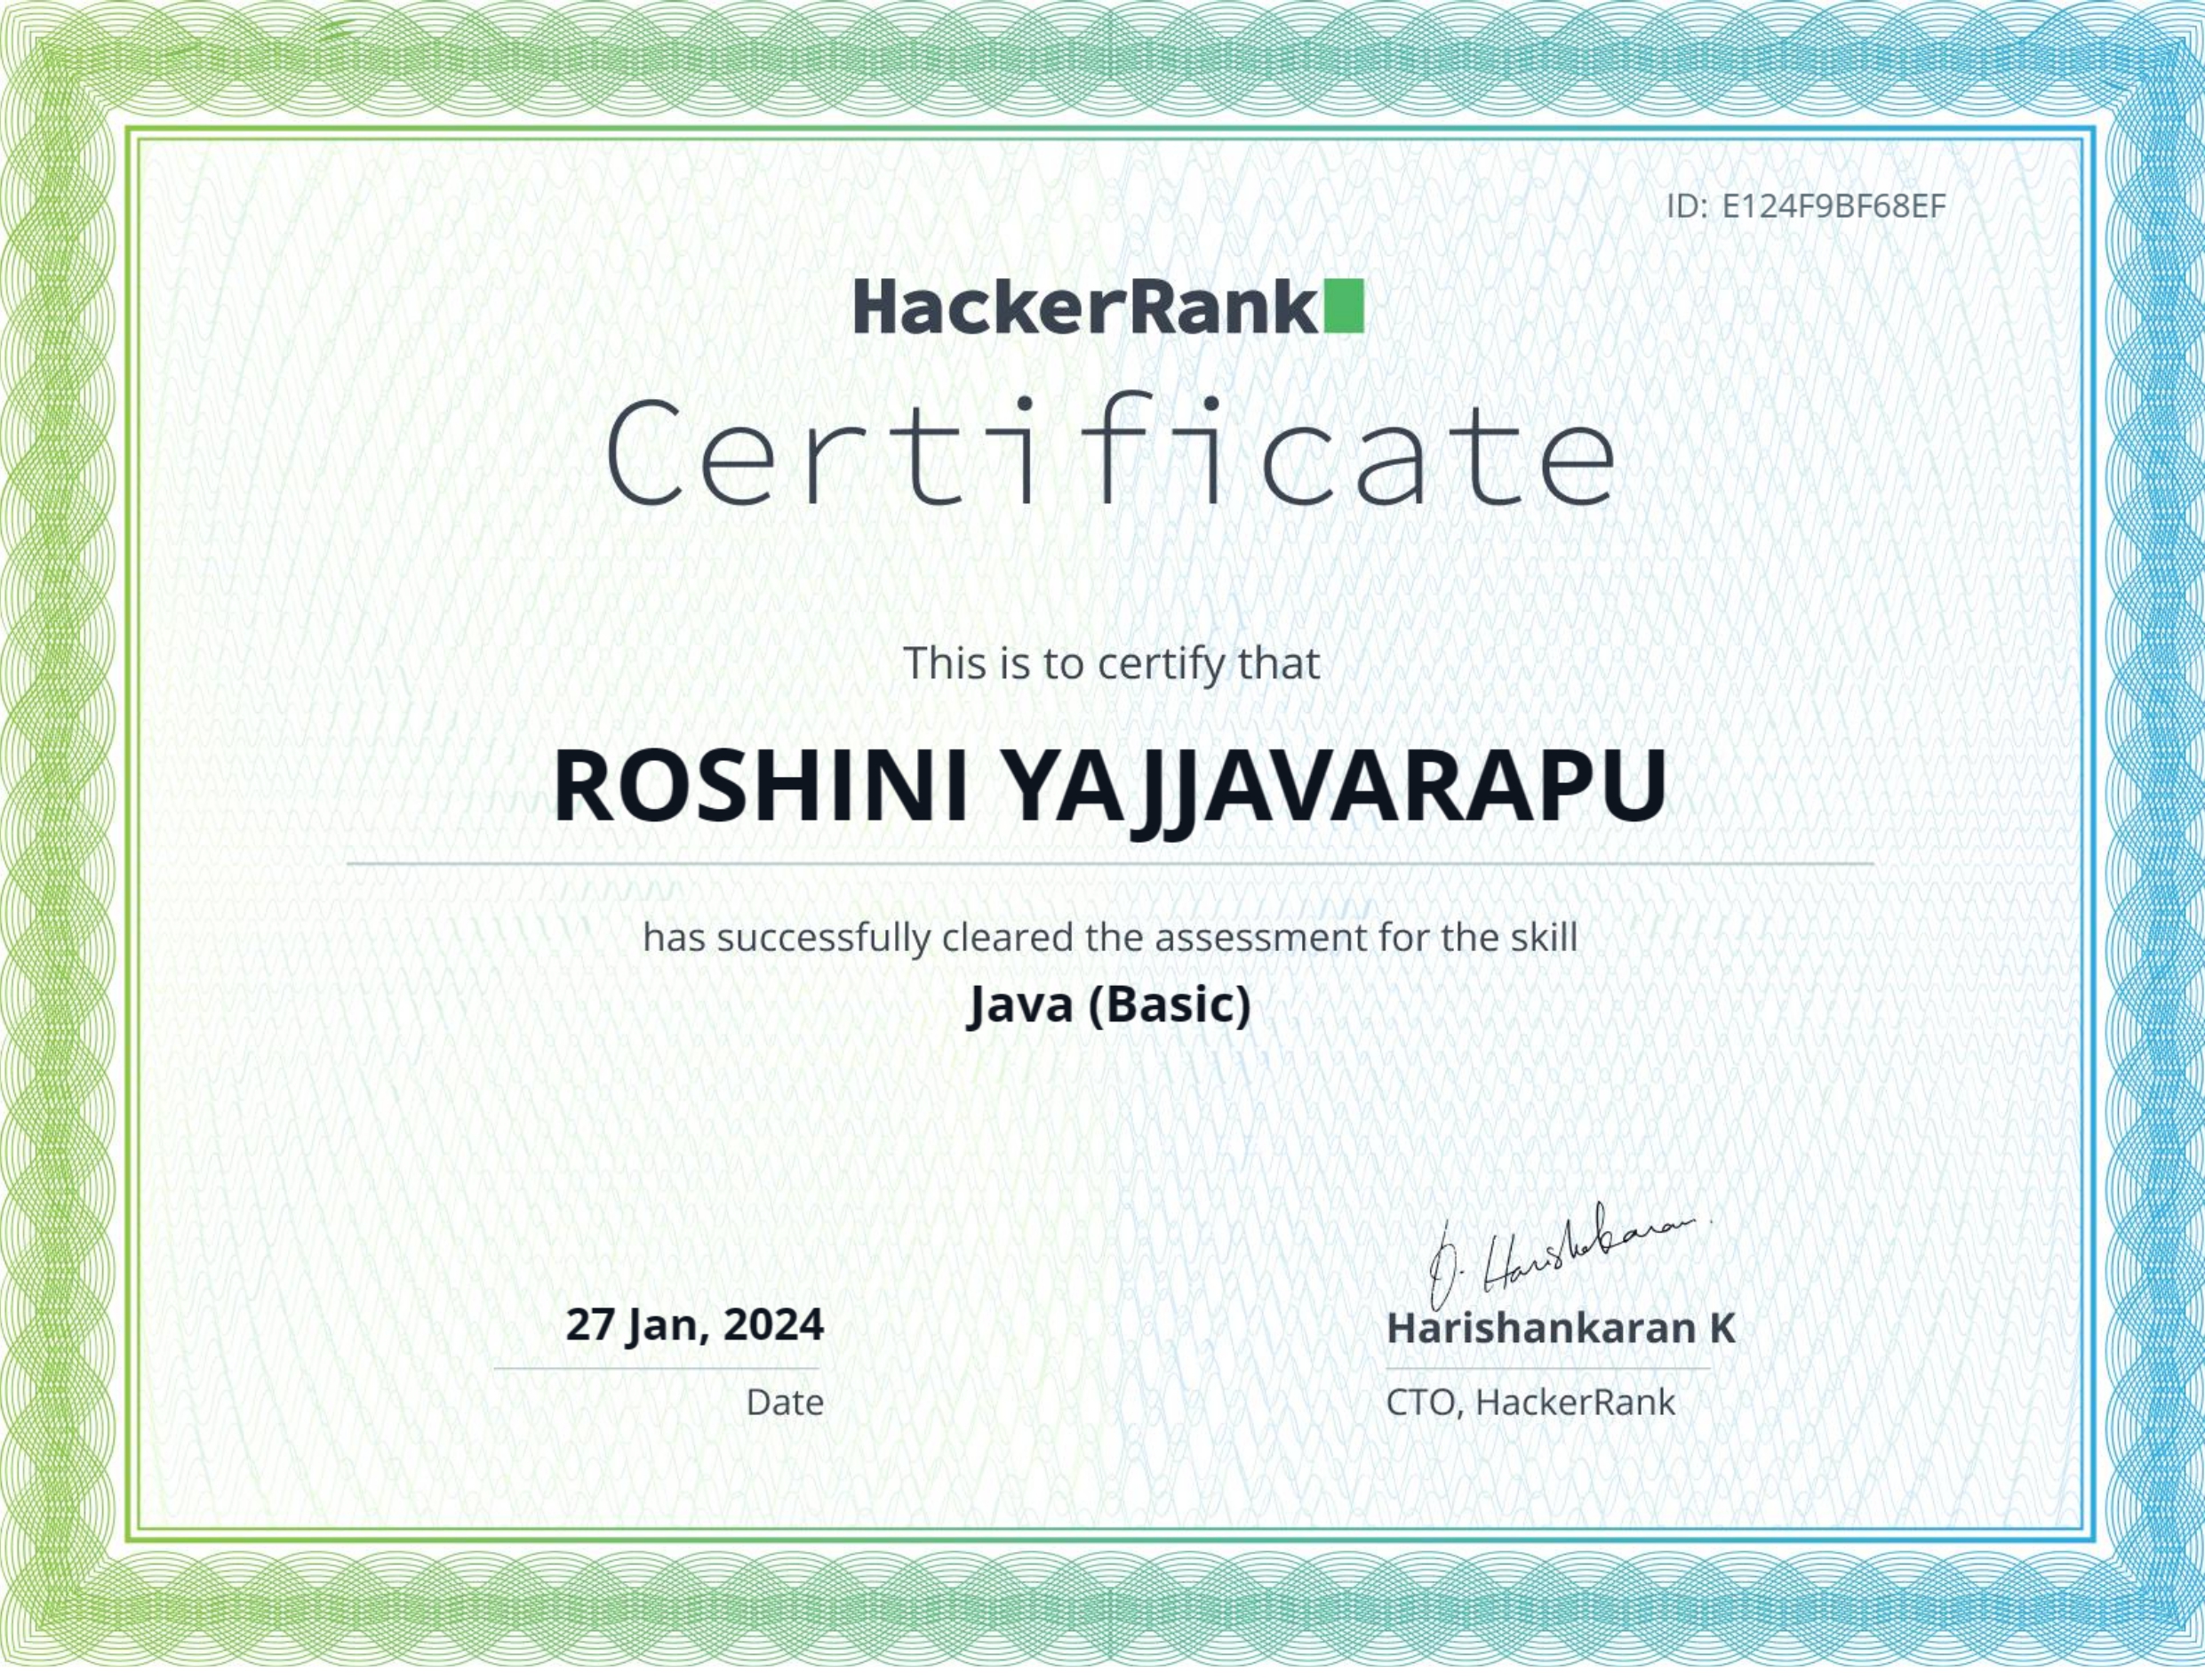 ID: E124F9BF68EF
HackerRank
Certificate
This is to certify that
ROSHINI YAJJAVARAPU
has successfully cleared the assessment for the skill
Java (Basic)
27 Jan, 2024
Date
Harishankaran K
CTO, HackerRank